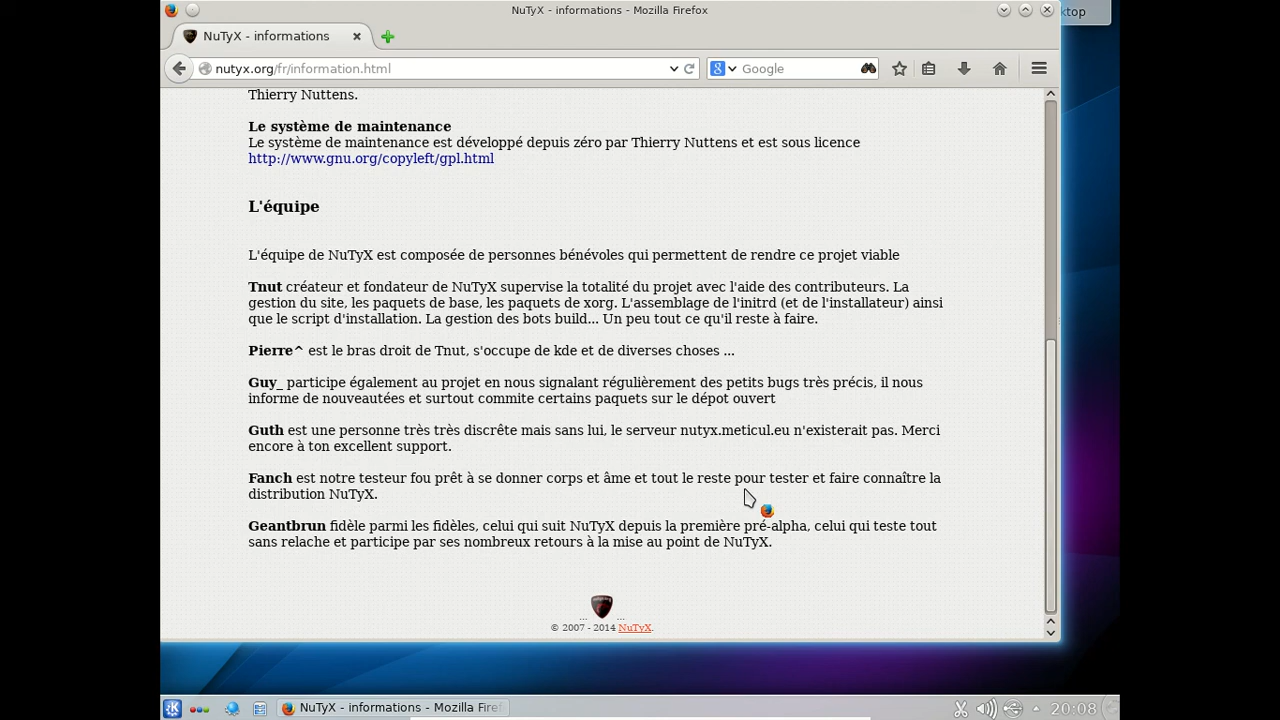 NuTyX - informations - Mozilla Firefox
ktop
NuTyX - informations
nutyx.org/fr/information.html
Google
Thierry Nuttens.
Le système de maintenance
Le système de maintenance est développé depuis zéro par Thierry Nuttens et est sous licence
http://www.gnu.org/copyleft/gpl.html
L'équipe
L'équipe de NuTyX est composée de personnes bénévoles qui permettent de rendre ce projet viable
Tnut créateur et fondateur de NuTyX supervise la totalité du projet avec l'aide des contributeurs. La
gestion du site, les paquets de base, les paquets de xorg. L'assemblage de l'initrd (et de l'installateur) ainsi
que le script d'installation. La gestion des bots build... Un peu tout ce qu'il reste à faire.
Pierre^ est le bras droit de Tnut, s'occupe de kde et de diverses choses ...
Guy_ participe également au projet en nous signalant régulièrement des petits bugs très précis, il nous
informe de nouveautées et surtout commite certains paquets sur le dépot ouvert
Guth est une personne très très discrête mais sans lui, le serveur nutyx.meticul.eu n'existerait pas. Merci
encore à ton excellent support.
Fanch est notre testeur fou prêt à se donner corps et âme et tout le reste pour tester et faire connaître la
distribution NuTyX.
Geantbrun fidèle parmi les fidèles, celui qui suit NuTyX depuis la première pré-alpha, celui qui teste tout
sans relache et participe par ses nombreux retours à la mise au point de NuTyX.
... ...
© 2007 - 2014 NuTyX.
NuTyX - informations - Mozilla Firef
20:08